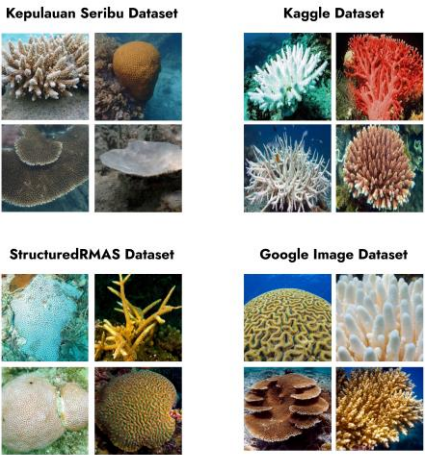 Kepulauan Seribu Dataset
Kaggle Dataset
StructuredRMAS Dataset
Google Image Dataset